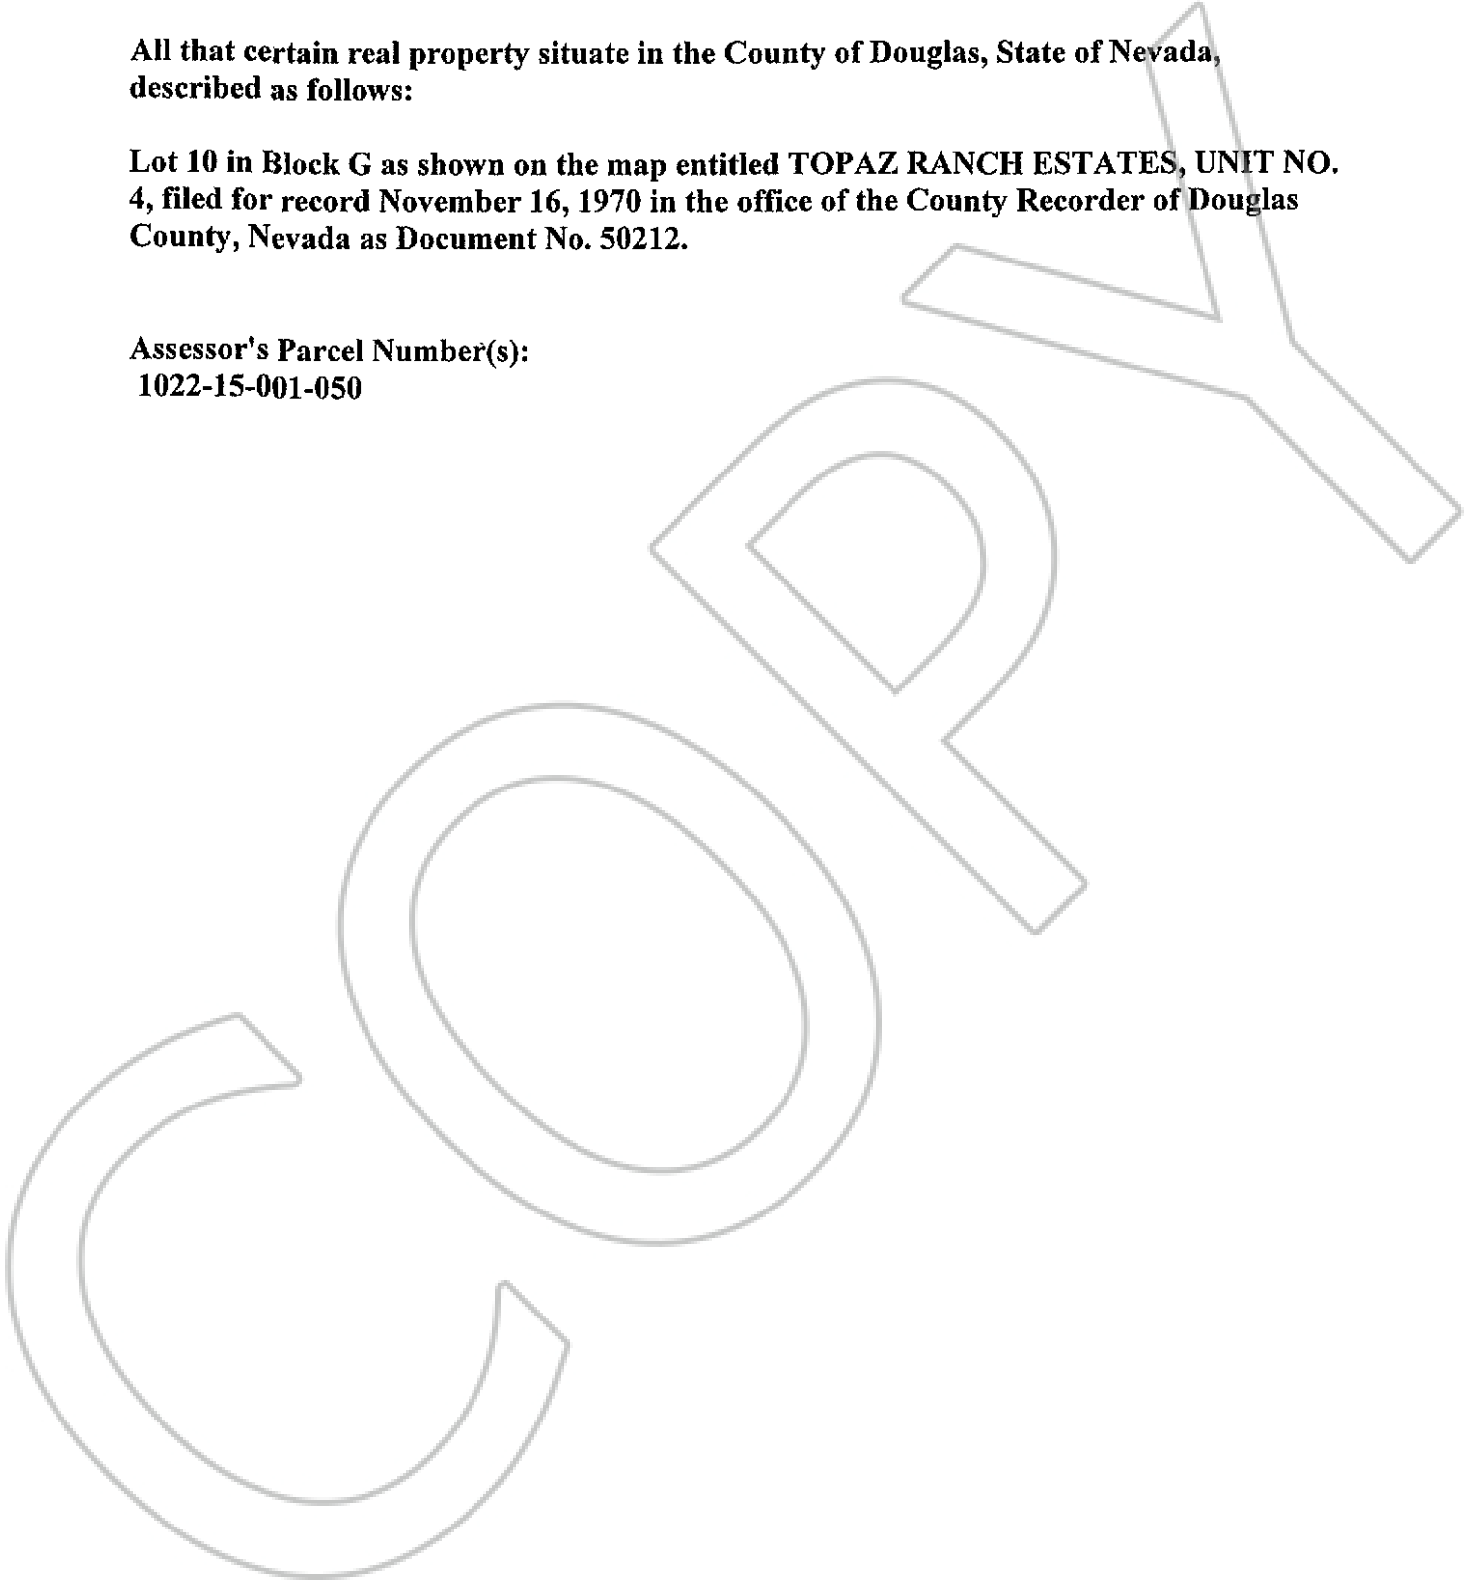 All that certain real property situate in the County of Douglas, State of Nevada,
described as follows:
Lot 10 in Block G as shown on the map entitled TOPAZ RANCH ESTATES, UNIT NO.
4, filed for record November 16, 1970 in the office of the County Recorder of Douglas
County, Nevada as Document No. 50212.
Assessor's Parcel Number(s):
1022-15-001-050
COPY